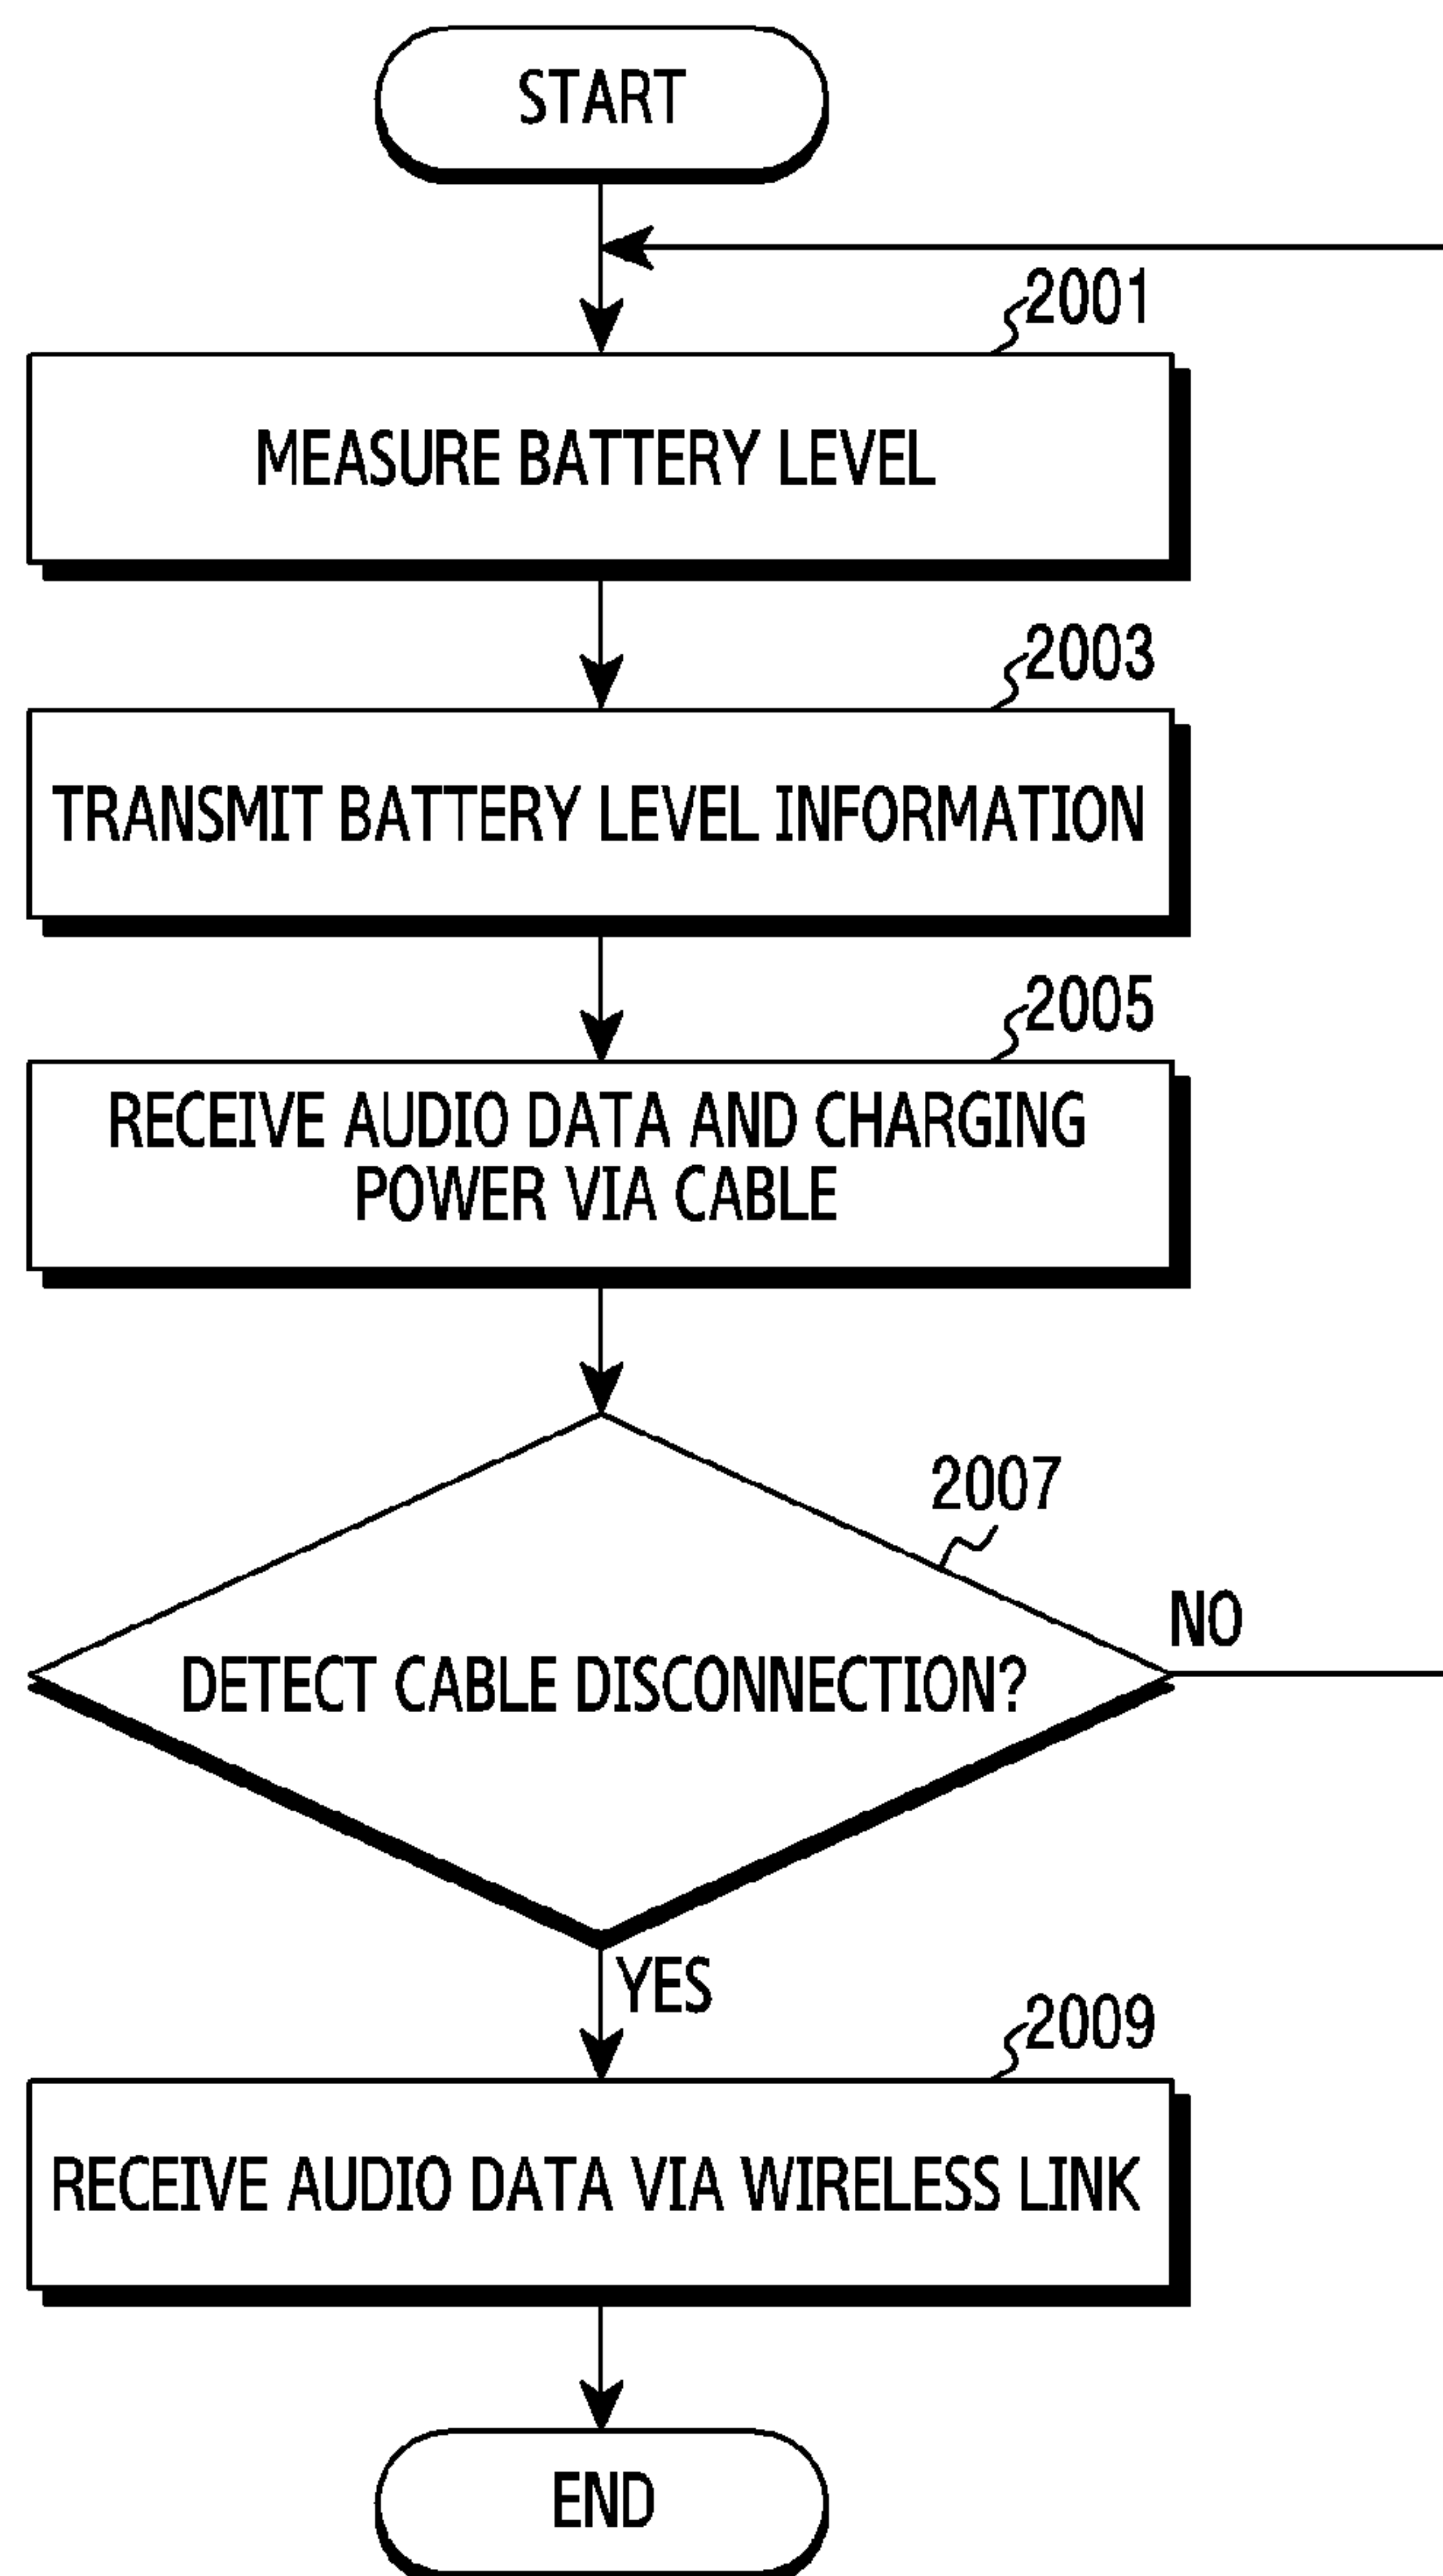 START
2001
MEASURE BATTERY LEVEL
2003
TRANSMIT BATTERY LEVEL INFORMATION
2005
RECEIVE AUDIO DATA AND CHARGING
POWER VIA CABLE
2007
NO
DETECT CABLE DISCONNECTION?
YES
2009
RECEIVE AUDIO DATA VIA WIRELESS LINK
END